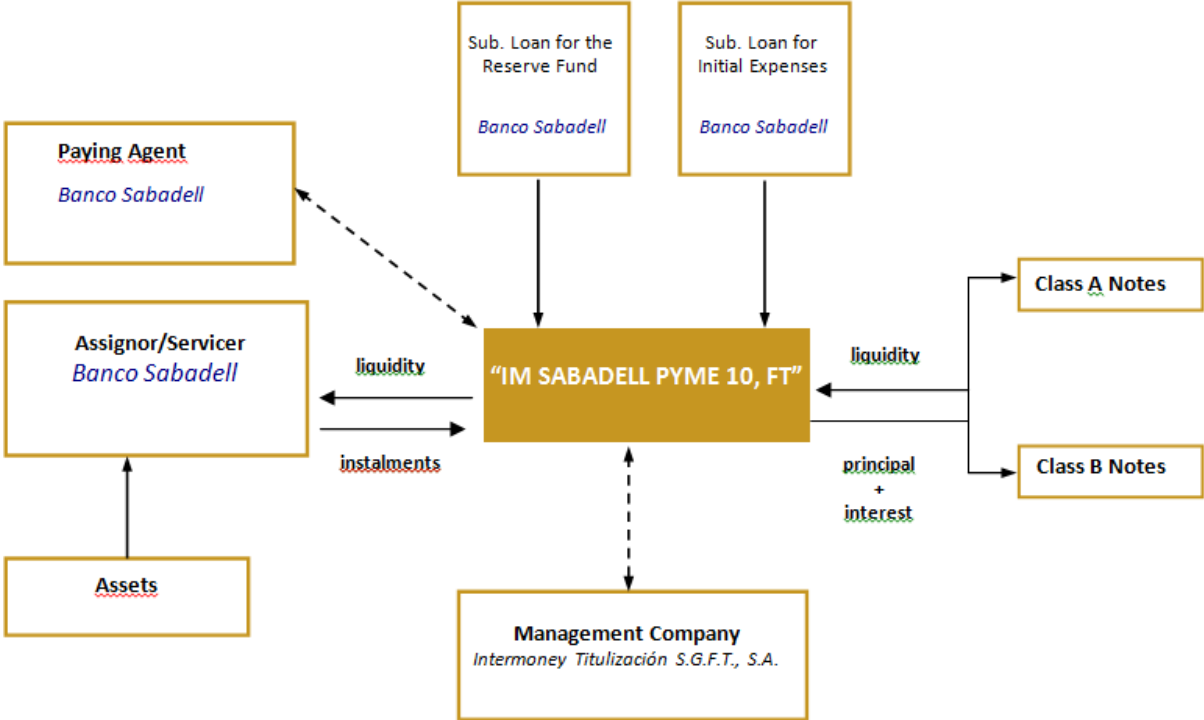 Sub. Loan for the
Reserve Fund
Banco Sabadell
Sub. Loan for
Initial Expenses
Banco Sabadell
Paying Agent
Banco Sabadell
Assignor/Servicer
Banco Sabadell
liquidity
instalments
“IM SABADELL PYME 10, FT”
liquidity
principal
+
interest
Class A Notes
Class B Notes
Assets
Management Company
Intermoney Titulización S.G.F.T., S.A.